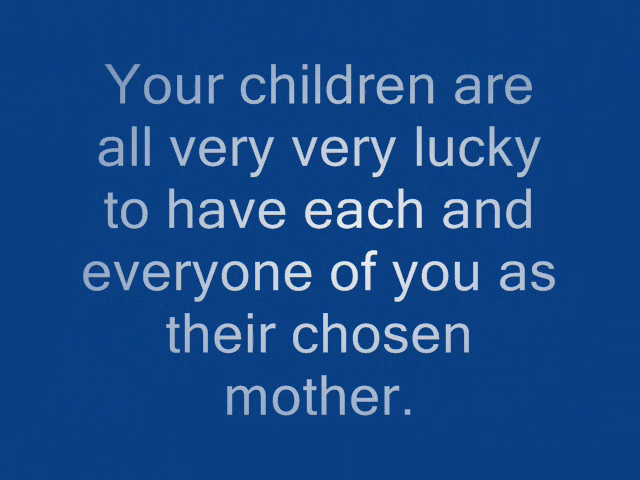 Your children are
all very very lucky
to have each and
everyone of you as
their chosen
mother.